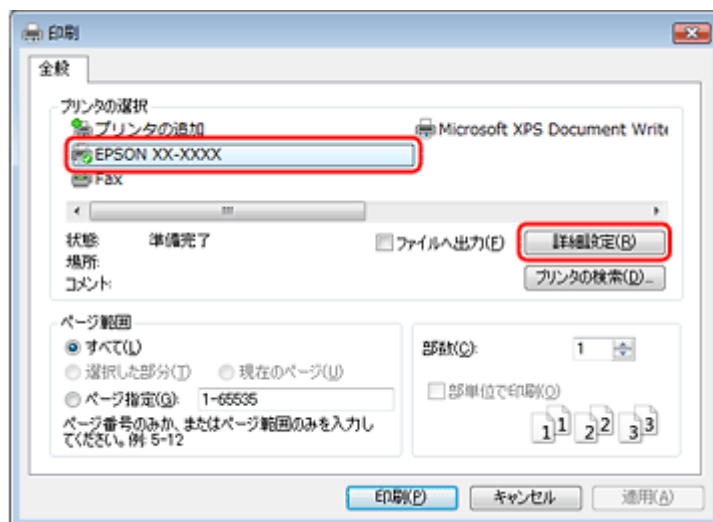 印刷
全般
プリンタの選択
プリンタの追加
Microsoft XPS Document Write
EPSON XX-XXXX
Fax
状態: 準備完了
ファイルへ出力(E)
詳細設定(R)
場所:
コメント:
プリンタの検索(D)...
ページ範囲
すべて(L)
選択した部分(T) 現在のページ(U)
ページ指定(G): 1-65535
ページ番号のみか、またはページ範囲のみを入力し
てください。例: 5-12
部数(C): 1
部単位で印刷(O)
1 1 2 2 3 3
印刷(P) キャンセル 適用(A)